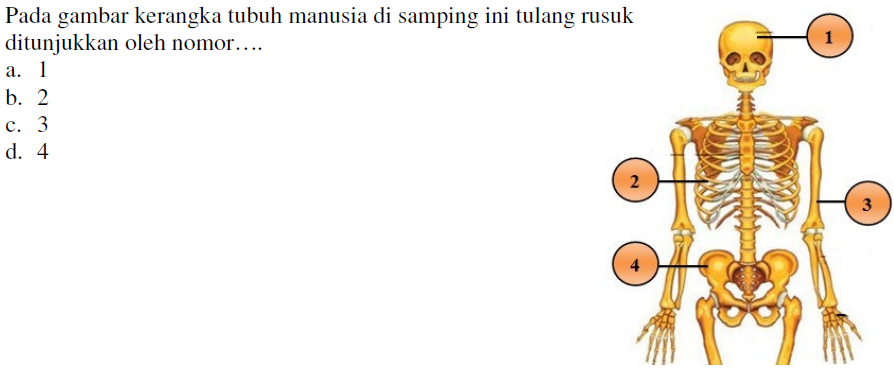 Pada gambar kerangka tubuh manusia di samping ini tulang rusuk
ditunjukkan oleh nomor….
a. 1
b. 2
c. 3
d. 4
1
2
3
4